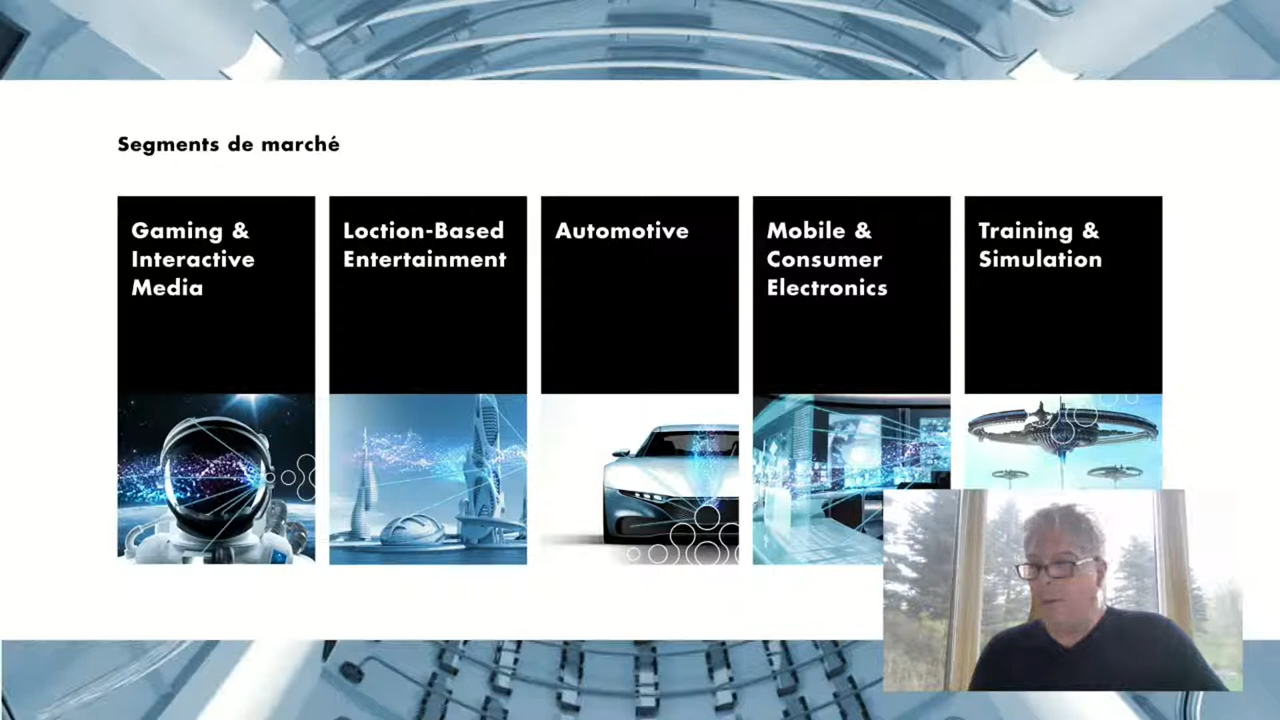 Segments de marché
Gaming &
Interactive
Media
Loction-Based
Entertainment
Automotive
Mobile &
Consumer
Electronics
Training &
Simulation